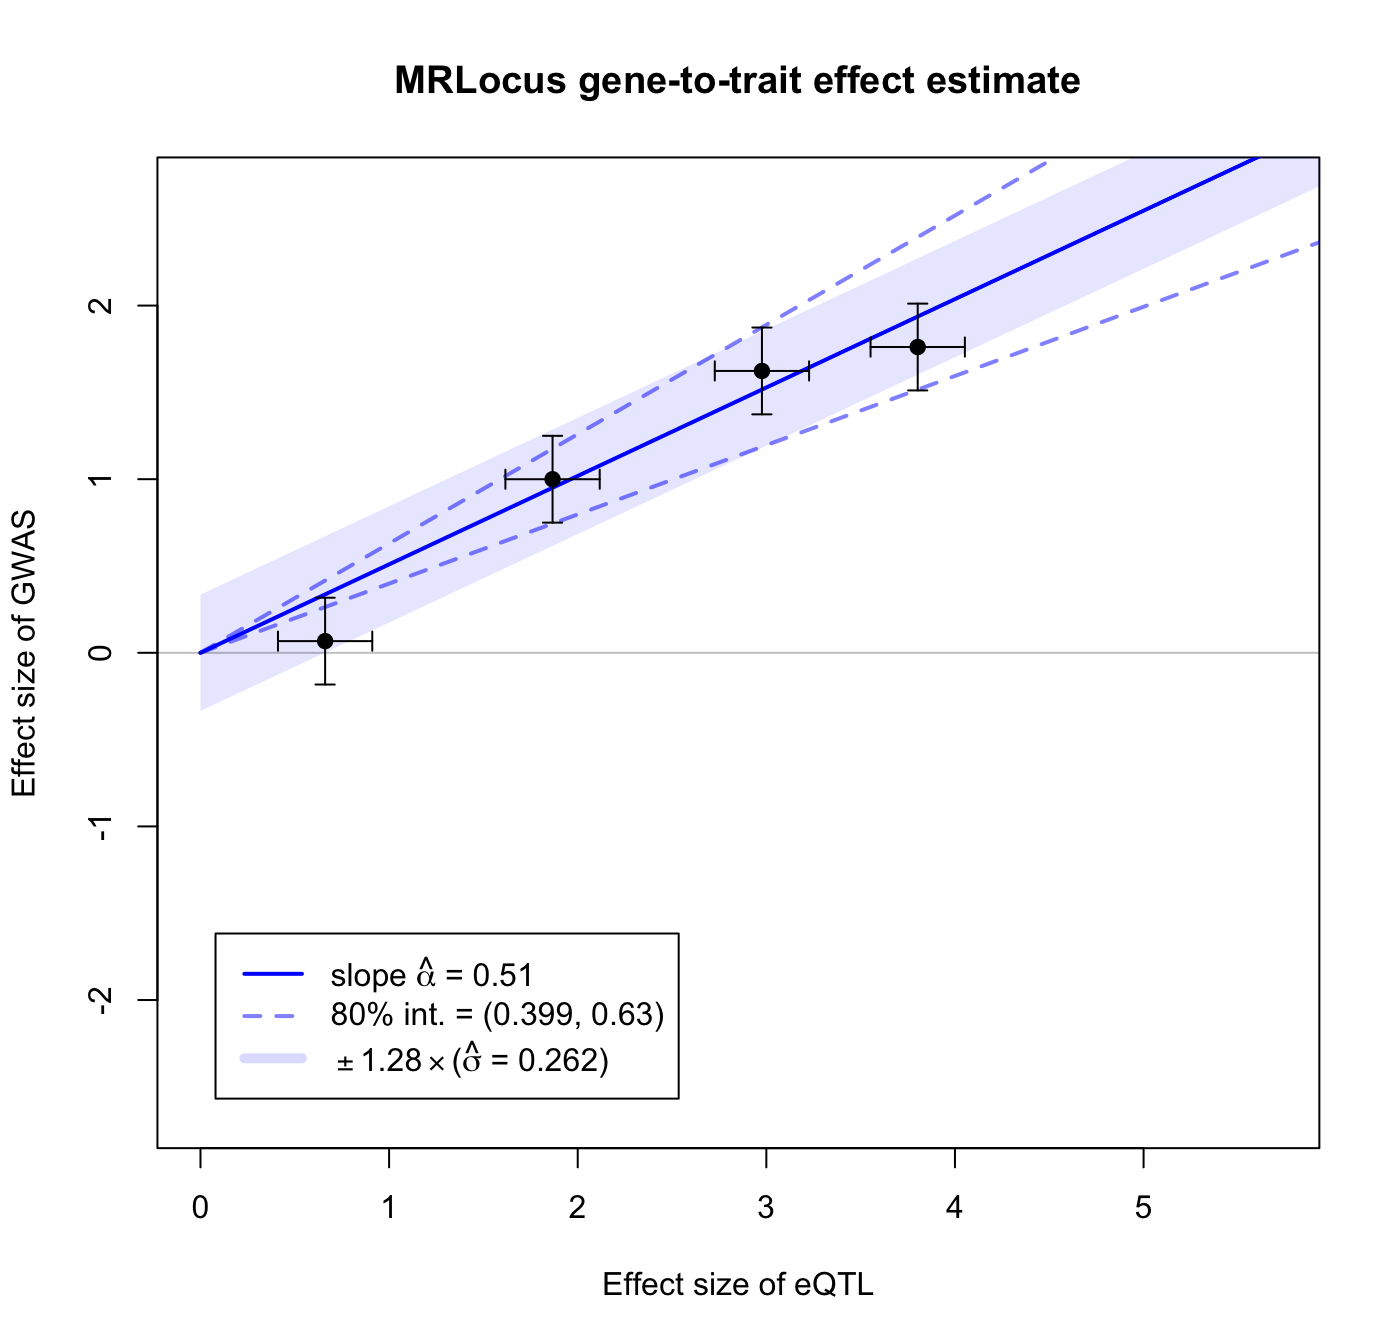 MRLocus gene-to-trait effect estimate
Effect size of GWAS
2
1
0
-1
-2
slope α̂ = 0.51
80% int. = (0.399, 0.63)
± 1.28 × (σ̂ = 0.262)
0 1 2 3 4 5
Effect size of eQTL